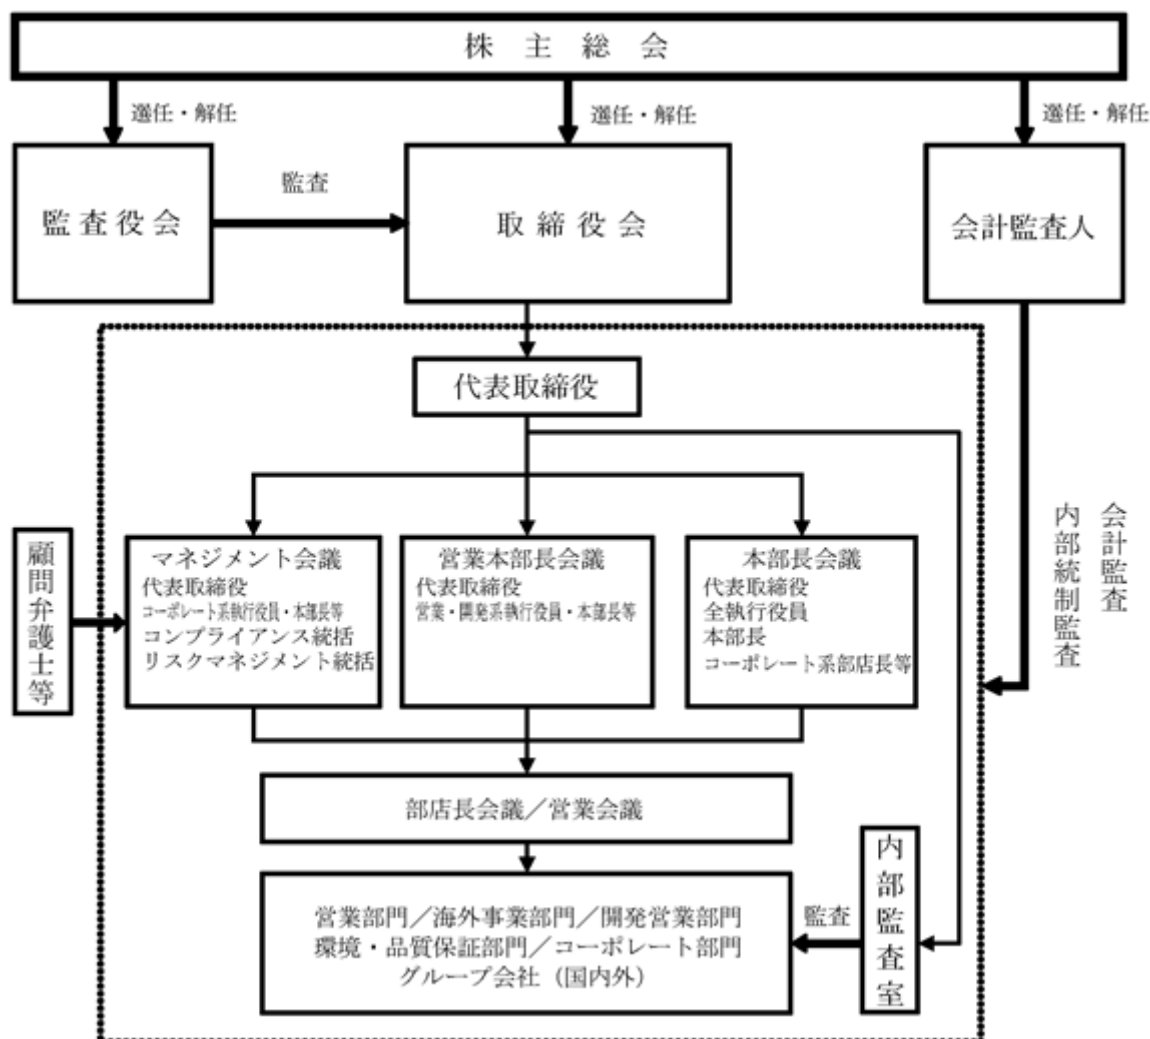 株主総会
選任・解任
選任・解任
選任・解任
監査役会
監査
取締役会
会計監査人
代表取締役
顧問弁護士等
マネジメント会議
代表取締役
コーポレート系執行役員・本部長等
コンプライアンス統括
リスクマネジメント統括
営業本部長会議
代表取締役
営業・開発系執行役員・本部長等
本部長会議
代表取締役
全執行役員
本部長
コーポレート系部店長等
会計監査
内部統制監査
部店長会議／営業会議
営業部門／海外事業部門／開発営業部門
環境・品質保証部門／コーポレート部門
グループ会社（国内外）
監査
内部監査室